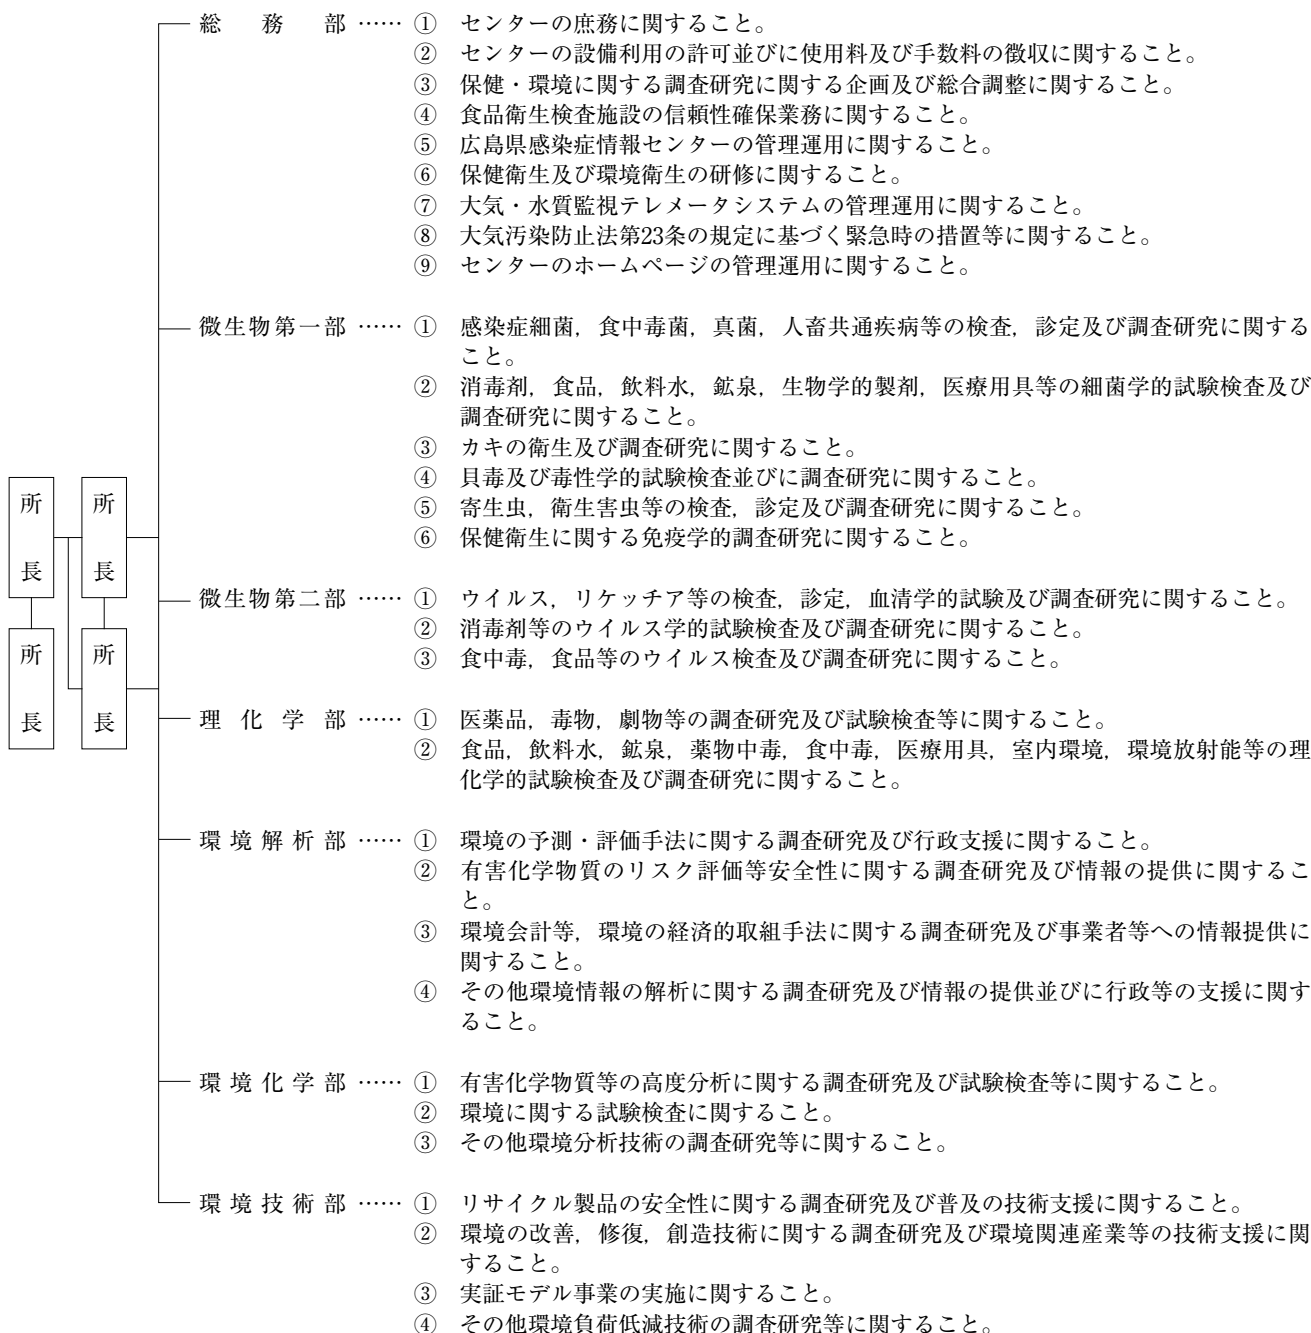 総務部 …… ① センターの庶務に関すること。
② センターの設備利用の許可並びに使用料及び手数料の徴収に関すること。
③ 保健・環境に関する調査研究に関する企画及び総合調整に関すること。
④ 食品衛生検査施設の信頼性確保業務に関すること。
⑤ 広島県感染症情報センターの管理運用に関すること。
⑥ 保健衛生及び環境衛生の研修に関すること。
⑦ 大気・水質監視テレメータシステムの管理運用に関すること。
⑧ 大気汚染防止法第23条の規定に基づく緊急時の措置等に関すること。
⑨ センターのホームページの管理運用に関すること。
微生物第一部 …… ① 感染症細菌，食中毒菌，真菌，人畜共通疾病等の検査，診定及び調査研究に関する
こと。
② 消毒剤，食品，飲料水，鉱泉，生物学的製剤，医療用具等の細菌学的試験検査及び
調査研究に関すること。
③ カキの衛生及び調査研究に関すること。
④ 貝毒及び毒性学的試験検査並びに調査研究に関すること。
⑤ 寄生虫，衛生害虫等の検査，診定及び調査研究に関すること。
⑥ 保健衛生に関する免疫学的調査研究に関すること。
所長
所長
所長
所長
微生物第二部 …… ① ウイルス，リケッチア等の検査，診定，血清学的試験及び調査研究に関すること。
② 消毒剤等のウイルス学的試験検査及び調査研究に関すること。
③ 食中毒，食品等のウイルス検査及び調査研究に関すること。
理化学部 …… ① 医薬品，毒物，劇物等の調査研究及び試験検査等に関すること。
② 食品，飲料水，鉱泉，薬物中毒，食中毒，医療用具，室内環境，環境放射能等の理
化学的試験検査及び調査研究に関すること。
環境解析部 …… ① 環境の予測・評価手法に関する調査研究及び行政支援に関すること。
② 有害化学物質のリスク評価等安全性に関する調査研究及び情報の提供に関するこ
と。
③ 環境会計等，環境の経済的取組手法に関する調査研究及び事業者等への情報提供に
関すること。
④ その他環境情報の解析に関する調査研究及び情報の提供並びに行政等の支援に関す
ること。
環境化学部 …… ① 有害化学物質等の高度分析に関する調査研究及び試験検査等に関すること。
② 環境に関する試験検査に関すること。
③ その他環境分析技術の調査研究等に関すること。
環境技術部 …… ① リサイクル製品の安全性に関する調査研究及び普及の技術支援に関すること。
② 環境の改善，修復，創造技術に関する調査研究及び環境関連産業等の技術支援に関
すること。
③ 実証モデル事業の実施に関すること。
④ その他環境負荷低減技術の調査研究等に関すること。